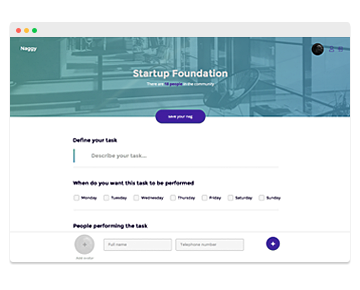 Naggy
Startup Foundation
There are people in the community
save your nag
Define your task
Describe your task...
When do you want this task to be performed
Monday Tuesday Wednesday Thursday Friday Saturday Sunday
People performing the task
Full name Telephone number